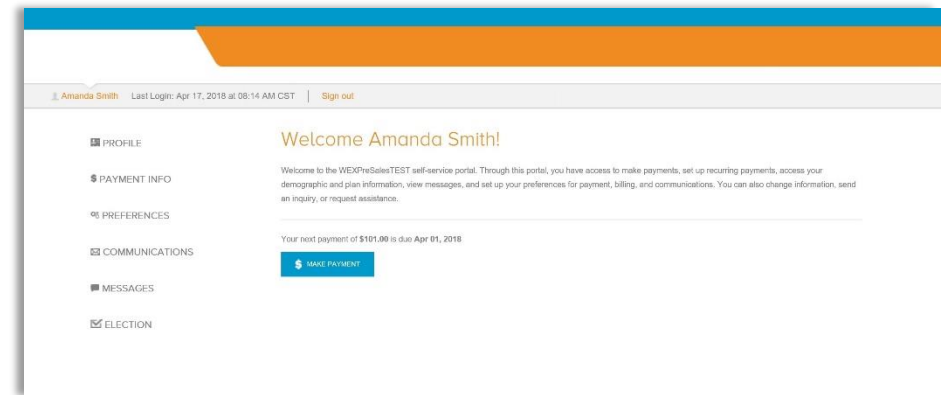 Amanda Smith Last Login: Apr 17, 2018 at 08:14 AM CST | Sign out
PROFILE
PAYMENT INFO
PREFERENCES
COMMUNICATIONS
MESSAGES
ELECTION
Welcome Amanda Smith!
Welcome to the WEXPreSalesTEST self-service portal. Through this portal, you have access to make payments, set up recurring payments, access your
demographic and plan information, view messages, and set up your preferences for payment, billing, and communications. You can also change information, send
an inquiry, or request assistance.
Your next payment of $101.00 is due Apr 01, 2018
$ MAKE PAYMENT